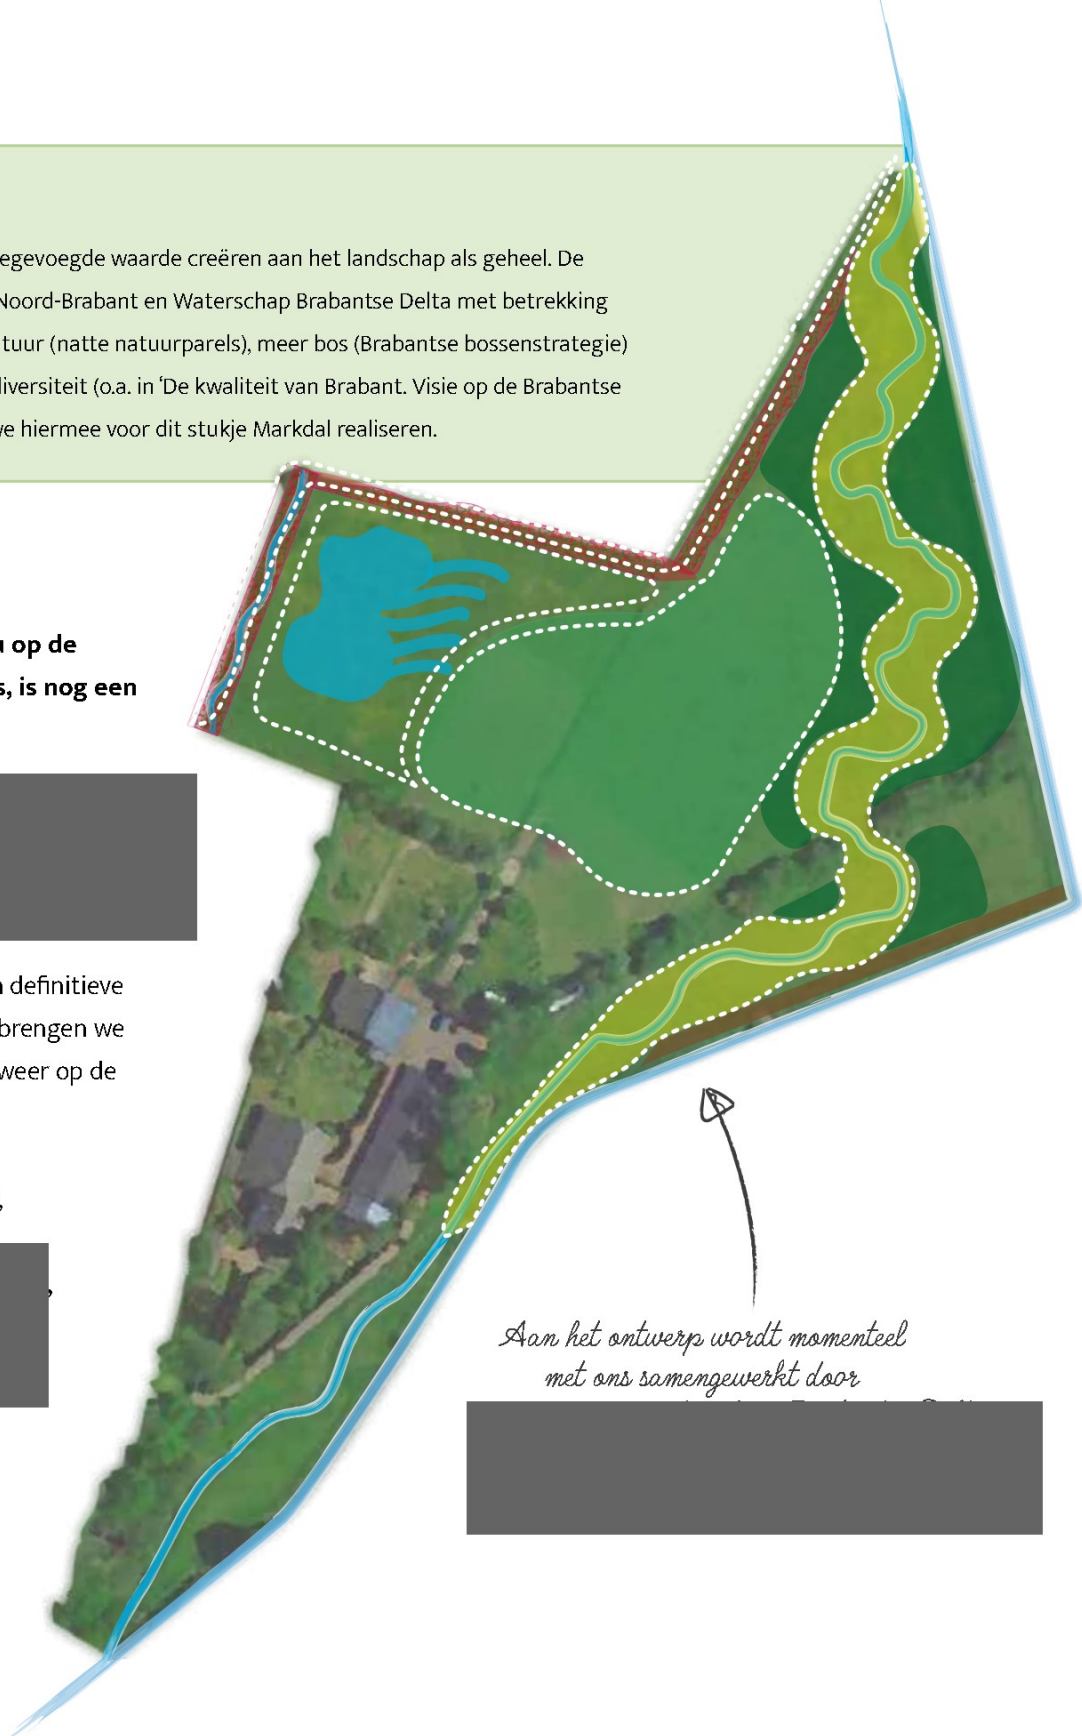 egevoegde waarde creëren aan het landschap als geheel. De
Noord-Brabant en Waterschap Brabantse Delta met betrekking
tuur (natte natuurparels), meer bos (Brabantse bossenstrategie)
diversiteit (o.a. in ‘De kwaliteit van Brabant. Visie op de Brabantse
we hiermee voor dit stukje Markdal realiseren.
u op de
s, is nog een
n definitieve
brengen we
weer op de
,
,
Aan het ontwerp wordt momenteel
met ons samengewerkt door